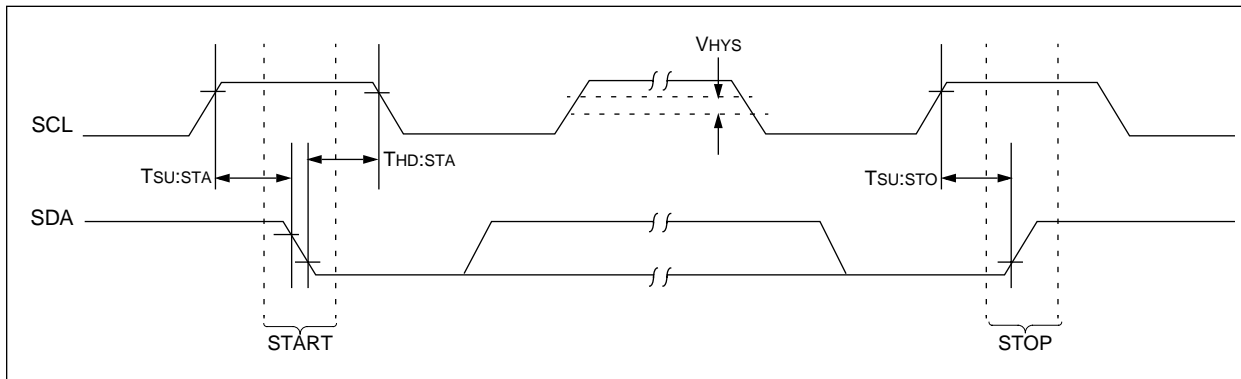 VHYS
SCL
THD:STA
TSU:STA
TSU:STO
SDA
START
STOP